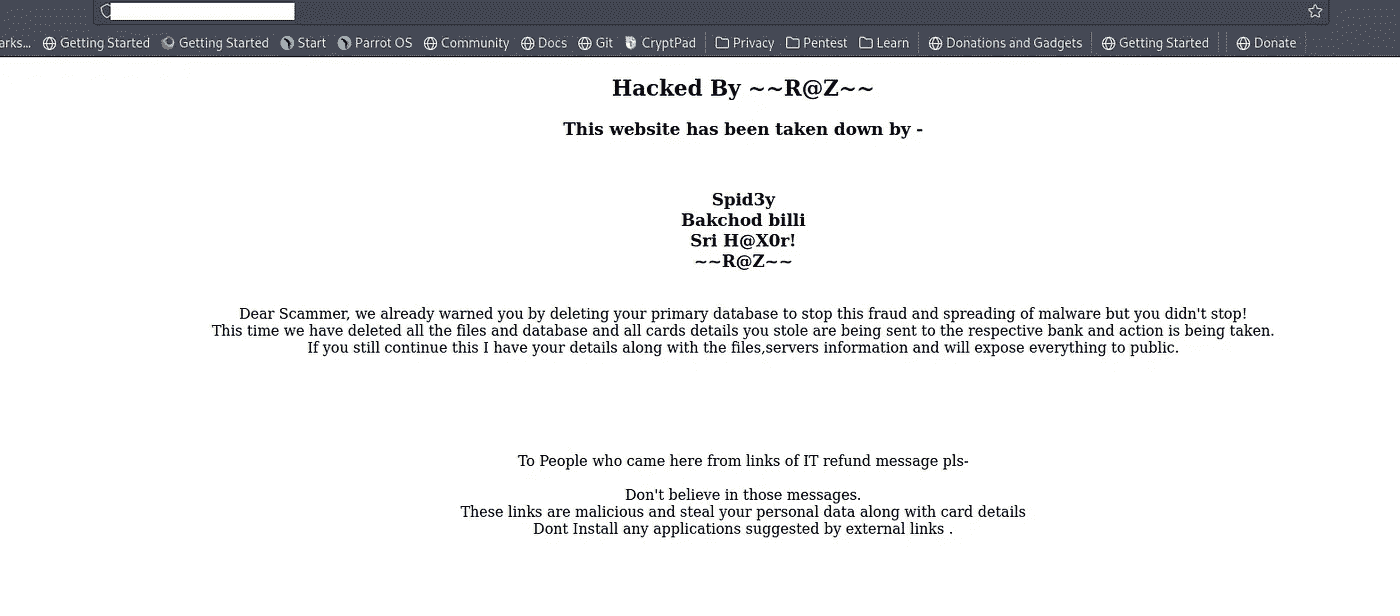 arks... Getting Started Getting Started Start Parrot OS Community Docs Git CryptPad Privacy Pentest Learn Donations and Gadgets Getting Started Donate
Hacked By ~~R@Z~~
This website has been taken down by -
Spid3y
Bakchod billi
Sri H@X0r!
~~R@Z~~
Dear Scammer, we already warned you by deleting your primary database to stop this fraud and spreading of malware but you didn't stop!
This time we have deleted all the files and database and all cards details you stole are being sent to the respective bank and action is being taken.
If you still continue this I have your details along with the files,servers information and will expose everything to public.
To People who came here from links of IT refund message pls-
Don't believe in those messages.
These links are malicious and steal your personal data along with card details
Dont Install any applications suggested by external links .